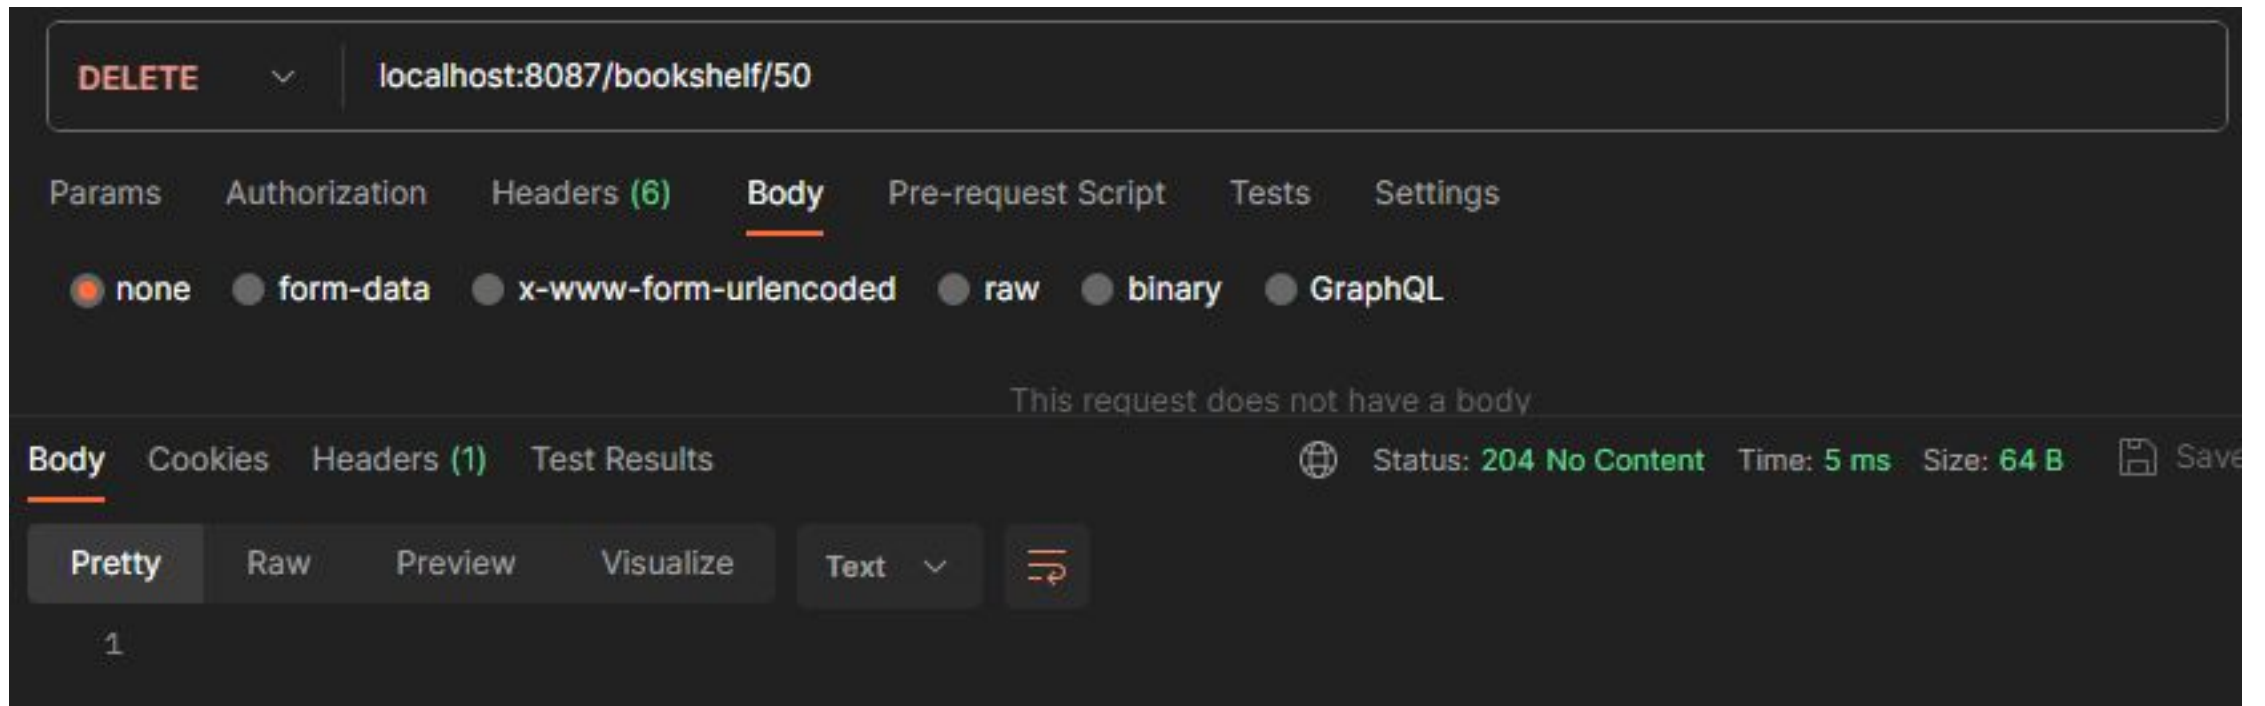 DELETE localhost:8087/bookshelf/50
Params Authorization Headers (6) Body Pre-request Script Tests Settings
none form-data x-www-form-urlencoded raw binary GraphQL
This request does not have a body
Body Cookies Headers (1) Test Results Status: 204 No Content Time: 5 ms Size: 64 B Save
Pretty Raw Preview Visualize Text
1